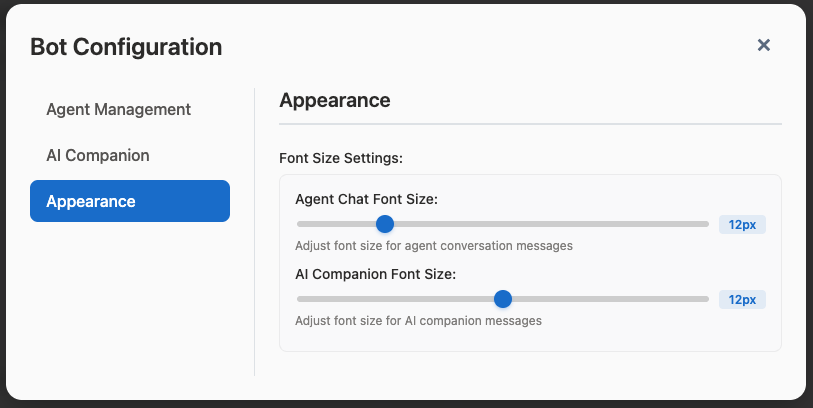 Bot Configuration
×
Agent Management
AI Companion
Appearance
Appearance
Font Size Settings:
Agent Chat Font Size:
12px
Adjust font size for agent conversation messages
AI Companion Font Size:
12px
Adjust font size for AI companion messages